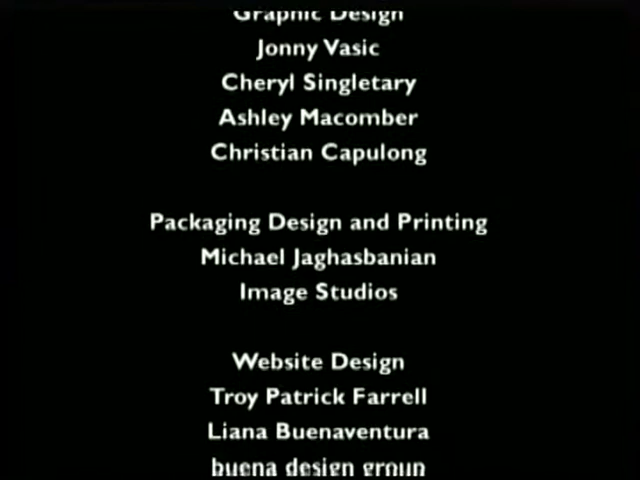 Graphic Design
Jonny Vasic
Cheryl Singletary
Ashley Macomber
Christian Capulong
Packaging Design and Printing
Michael Jaghasbanian
Image Studios
Website Design
Troy Patrick Farrell
Liana Buenaventura
buena design group